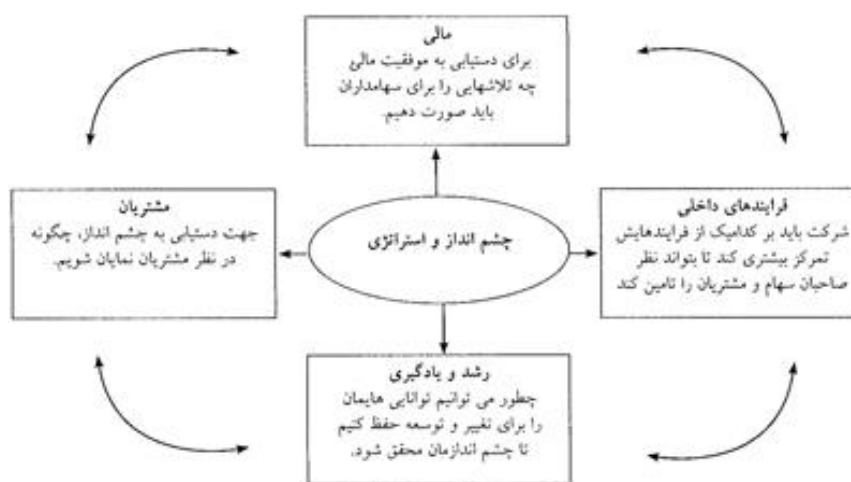 مالی
برای دستیابی به موفقیت مالی
چه تلاشهایی را برای سهامداران
باید صورت دهیم.
فرایندهای داخلی
شرکت باید بر کدامیک از فرایندهایش
تمرکز بیشتری کند تا بتواند نظر
صاحبان سهام و مشتریان را تامین کند
چشم انداز و استراتژی
مشتریان
جهت دستیابی به چشم انداز، چگونه
در نظر مشتریان نمایان شویم.
رشد و یادگیری
چطور می توانیم توانایی هایمان
را برای تغییر و توسعه حفظ کنیم
تا چشم اندازمان محقق شود.